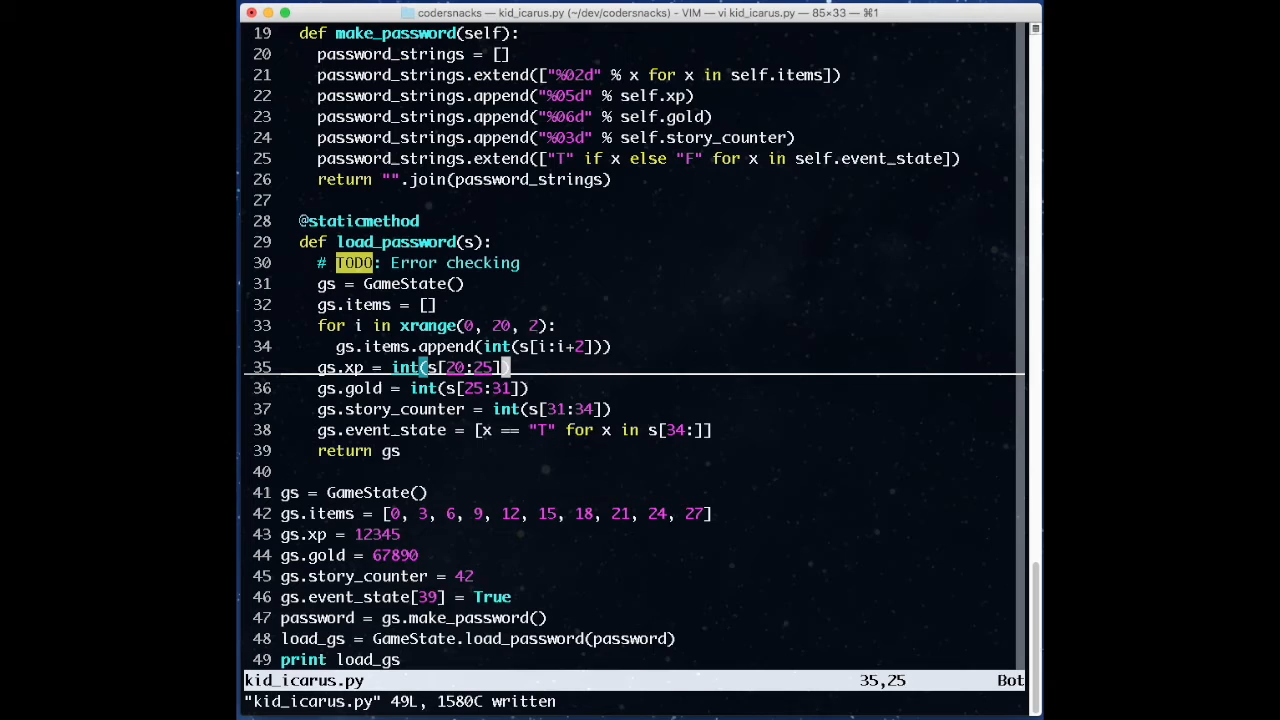 codersnacks — kid_icarus.py (~/dev/codersnacks) - VIM — vi kid_icarus.py — 85×33 — ⌘1
19   def make_password(self):
20     password_strings = []
21     password_strings.extend(["%02d" % x for x in self.items])
22     password_strings.append("%05d" % self.xp)
23     password_strings.append("%06d" % self.gold)
24     password_strings.append("%03d" % self.story_counter)
25     password_strings.extend(["T" if x else "F" for x in self.event_state])
26     return "".join(password_strings)
27
28   @staticmethod
29   def load_password(s):
30     # TODO: Error checking
31     gs = GameState()
32     gs.items = []
33     for i in xrange(0, 20, 2):
34       gs.items.append(int(s[i:i+2]))
35     gs.xp = int(s[20:25])
36     gs.gold = int(s[25:31])
37     gs.story_counter = int(s[31:34])
38     gs.event_state = [x == "T" for x in s[34:]]
39     return gs
40
41 gs = GameState()
42 gs.items = [0, 3, 6, 9, 12, 15, 18, 21, 24, 27]
43 gs.xp = 12345
44 gs.gold = 67890
45 gs.story_counter = 42
46 gs.event_state[39] = True
47 password = gs.make_password()
48 load_gs = GameState.load_password(password)
49 print load_gs
kid_icarus.py 35,25 Bot
"kid_icarus.py" 49L, 1580C written